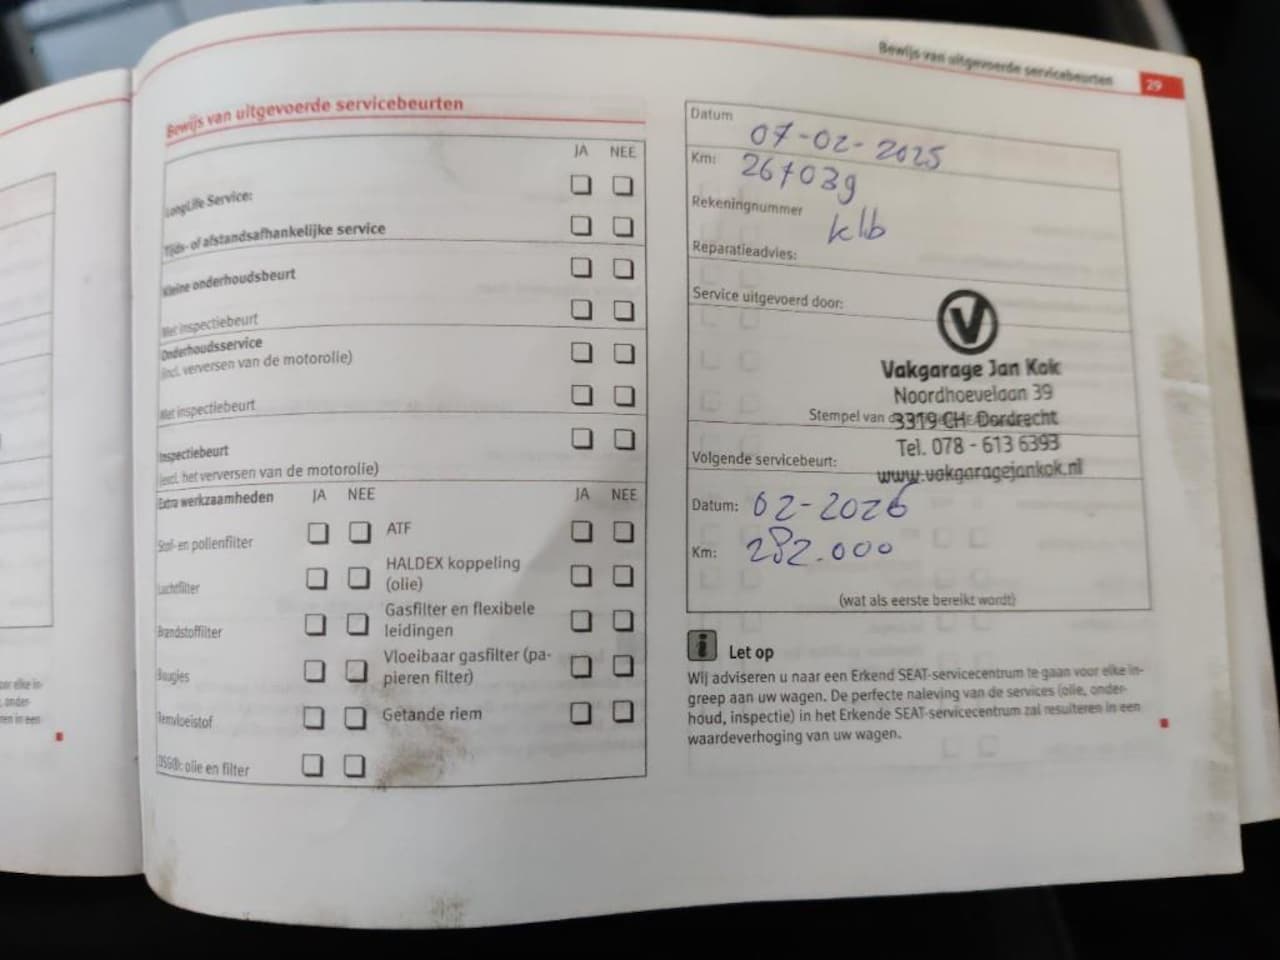 Bewijs van uitgevoerde servicebeurten 29
Bewijs van uitgevoerde servicebeurten
JA NEE
LongLife Service:
Tijds- of afstandsafhankelijke service
Kleine onderhoudsbeurt
Met inspectiebeurt
Onderhoudsservice
(incl. verversen van de motorolie)
Met inspectiebeurt
Inspectiebeurt
(excl. het verversen van de motorolie)
Extra werkzaamheden JA NEE JA NEE
Stof- en pollenfilter
Luchtfilter
Brandstoffilter
Bougies
Remvloeistof
DSG®: olie en filter
ATF
HALDEX koppeling
(olie)
Gasfilter en flexibele
leidingen
Vloeibaar gasfilter (pa-
pieren filter)
Getande riem
Datum 07-02-2025
Km: 267039
Rekeningnummer klb
Reparatieadvies:
Service uitgevoerd door:
V
Vakgarage Jan Kok
Noordhoevelaan 39
Stempel van
3319 CH Dordrecht
Tel. 078 - 613 6393
www.vakgaragejankok.nl
Volgende servicebeurt:
Datum: 02-2026
Km: 282.000
(wat als eerste bereikt wordt)
i Let op
Wij adviseren u naar een Erkend SEAT-servicecentrum te gaan voor elke in-
greep aan uw wagen. De perfecte naleving van de services (olie, onder-
houd, inspectie) in het Erkende SEAT-servicecentrum zal resulteren in een
waardeverhoging van uw wagen.